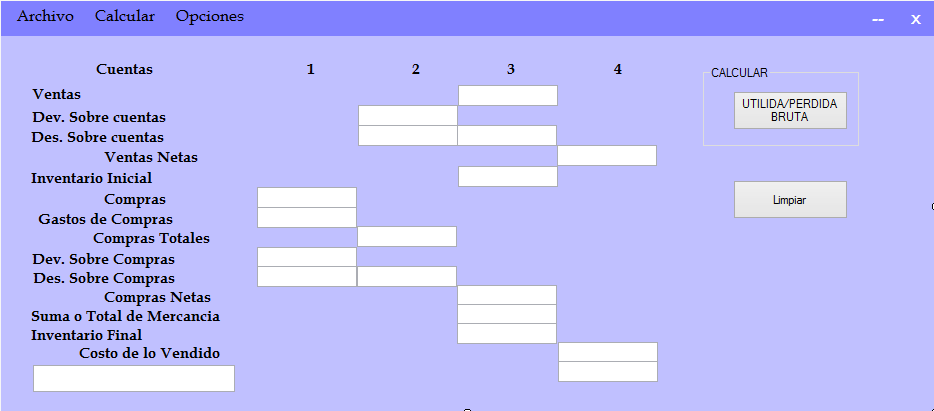 Archivo Calcular Opciones -- X
Cuentas 1 2 3 4
CALCULAR
Ventas
UTILIDA/PERDIDA
BRUTA
Dev. Sobre cuentas
Des. Sobre cuentas
Ventas Netas
Inventario Inicial
Compras
Limpiar
Gastos de Compras
Compras Totales
Dev. Sobre Compras
Des. Sobre Compras
Compras Netas
Suma o Total de Mercancia
Inventario Final
Costo de lo Vendido